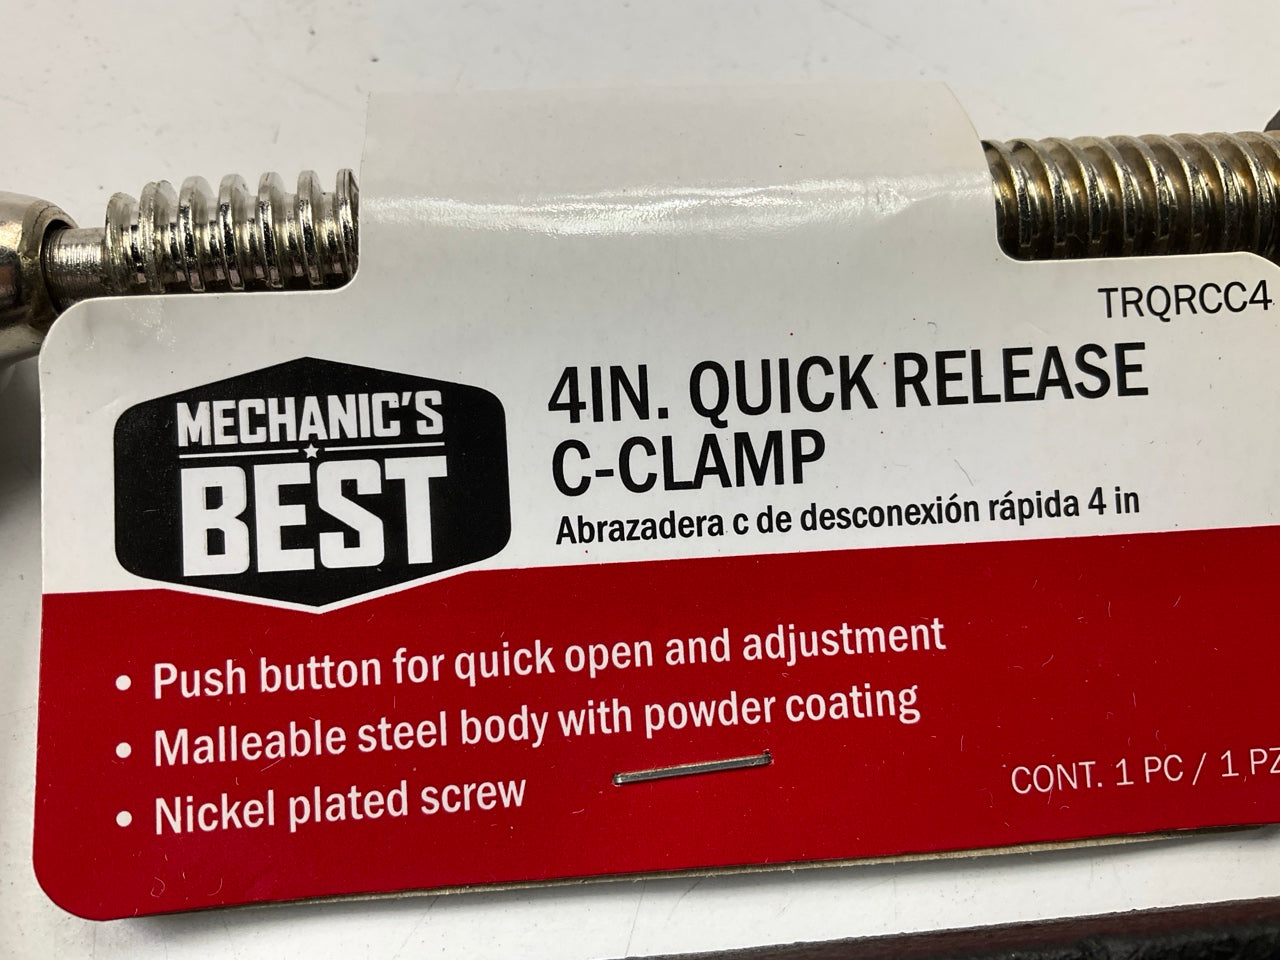 TRQRCC4
MECHANIC'S
BEST
4IN. QUICK RELEASE
C-CLAMP
Abrazadera c de desconexión rápida 4 in
• Push button for quick open and adjustment
• Malleable steel body with powder coating
• Nickel plated screw
CONT. 1 PC / 1 PZ